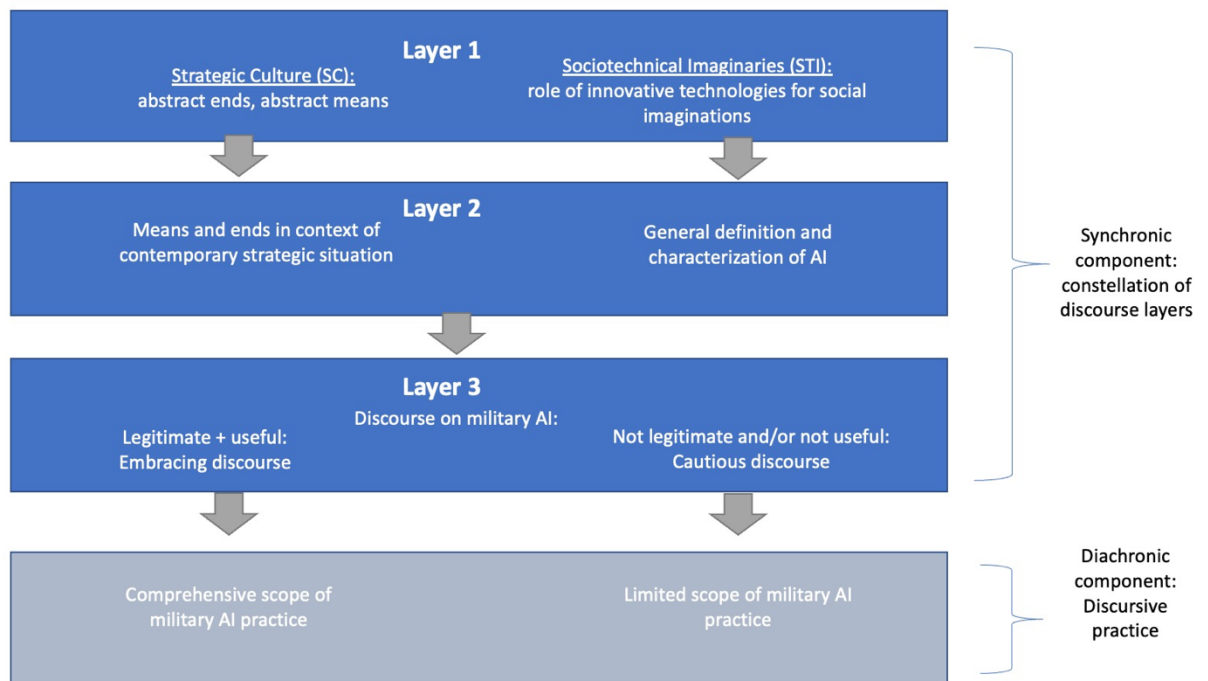 Layer 1
Strategic Culture (SC):
abstract ends, abstract means
Sociotechnical Imaginaries (STI):
role of innovative technologies for social
imaginations
Layer 2
Means and ends in context of
contemporary strategic situation
General definition and
characterization of AI
Layer 3
Discourse on military AI:
Legitimate + useful:
Embracing discourse
Not legitimate and/or not useful:
Cautious discourse
Synchronic
component:
constellation of
discourse layers
Comprehensive scope of
military AI practice
Limited scope of military AI
practice
Diachronic
component:
Discursive
practice